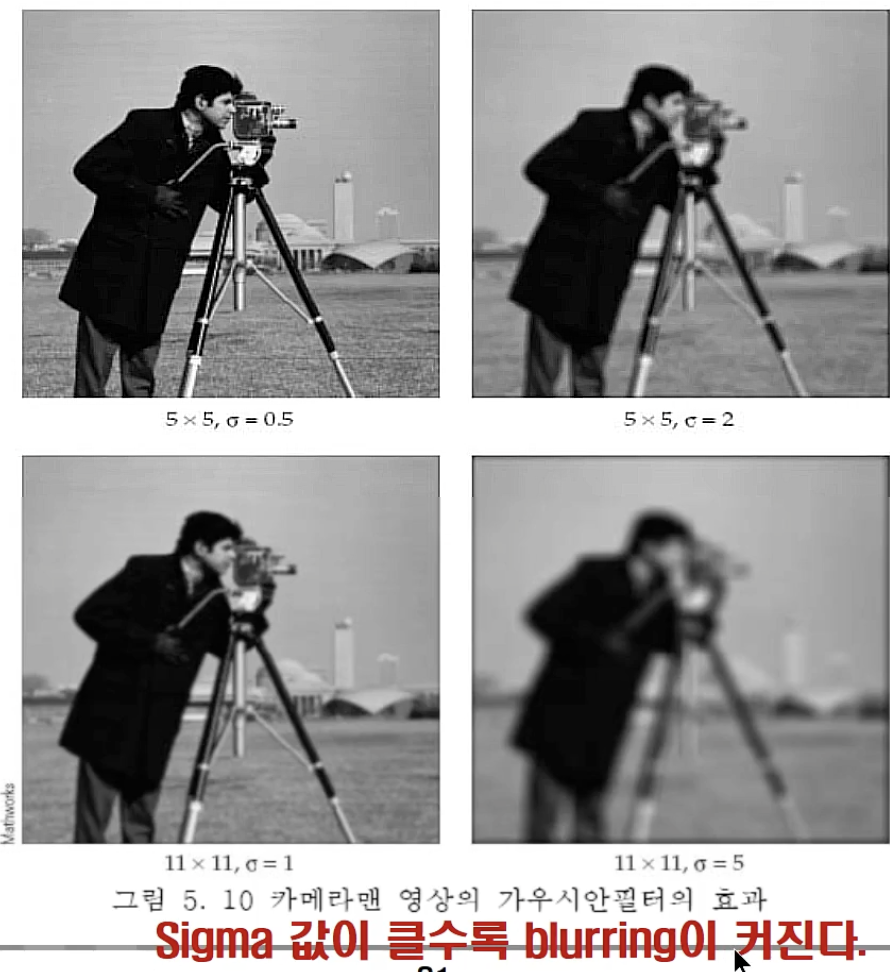 5 × 5, σ = 0.5
5 × 5, σ = 2
Mathworks
11 × 11, σ = 1
11 × 11, σ = 5
그림 5. 10 카메라맨 영상의 가우시안필터의 효과
Sigma 값이 클수록 blurring이 커진다.